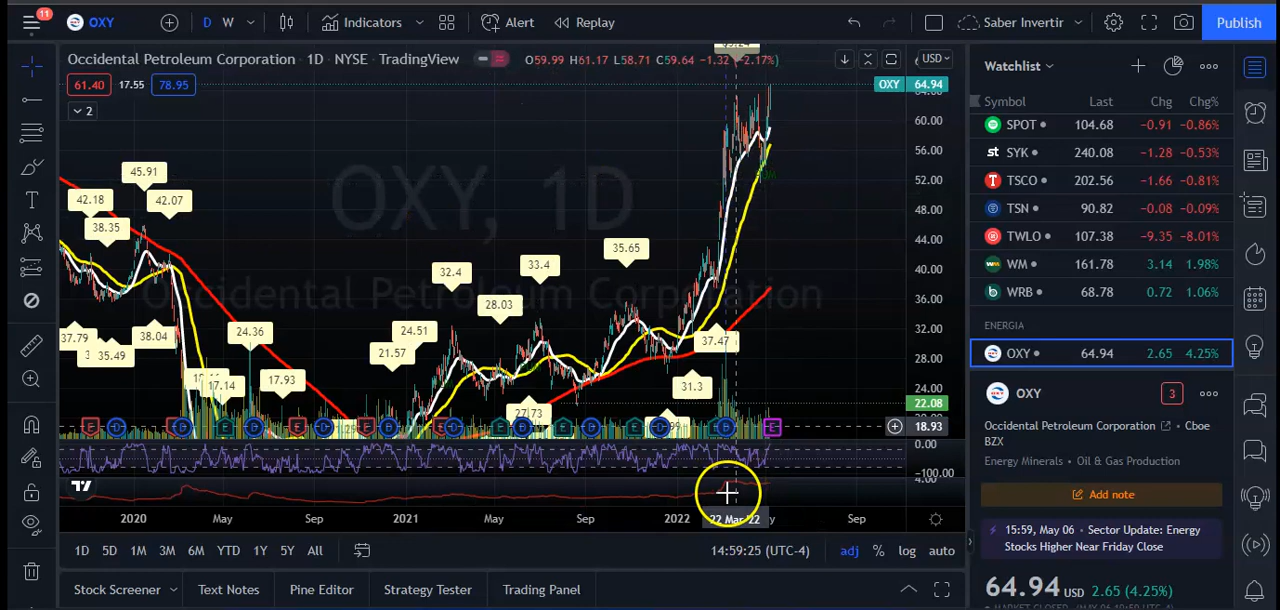 11
OXY
D W
Indicators
Alert
Replay
Saber Invertir
Publish
Occidental Petroleum Corporation · 1D · NYSE · TradingView
O59.99 H61.17 L58.71 C59.64 −1.32 −2.17%)
USD
61.40 17.55 78.95
2
OXY 64.94
OXY, 1D
Occidental Petroleum Corporation
60.00
56.00
52.00
48.00
44.00
40.00
36.00
32.00
28.00
24.00
22.08
18.93
0.00
−100.00
4.00
45.91
42.18
42.07
38.35
37.79
35.49
38.04
17.14
24.36
17.93
21.57
24.51
32.4
28.03
33.4
27.73
35.65
31.3
37.47
2020 May Sep 2021 May Sep 2022 22 Mar '22 Sep
1D 5D 1M 3M 6M YTD 1Y 5Y All
14:59:25 (UTC-4) adj % log auto
Stock Screener Text Notes Pine Editor Strategy Tester Trading Panel
Watchlist
Symbol Last Chg Chg%
SPOT 104.68 −0.91 −0.86%
SYK 240.08 −1.28 −0.53%
TSCO 202.56 −1.66 −0.81%
TSN 90.82 −0.08 −0.09%
TWLO 107.38 −9.35 −8.01%
WM 161.78 3.14 1.98%
WRB 68.78 0.72 1.06%
ENERGIA
OXY 64.94 2.65 4.25%
OXY 3
Occidental Petroleum Corporation · Cboe
BZX
Energy Minerals · Oil & Gas Production
Add note
15:59, May 06 · Sector Update: Energy
Stocks Higher Near Friday Close
64.94 USD 2.65 (4.25%)